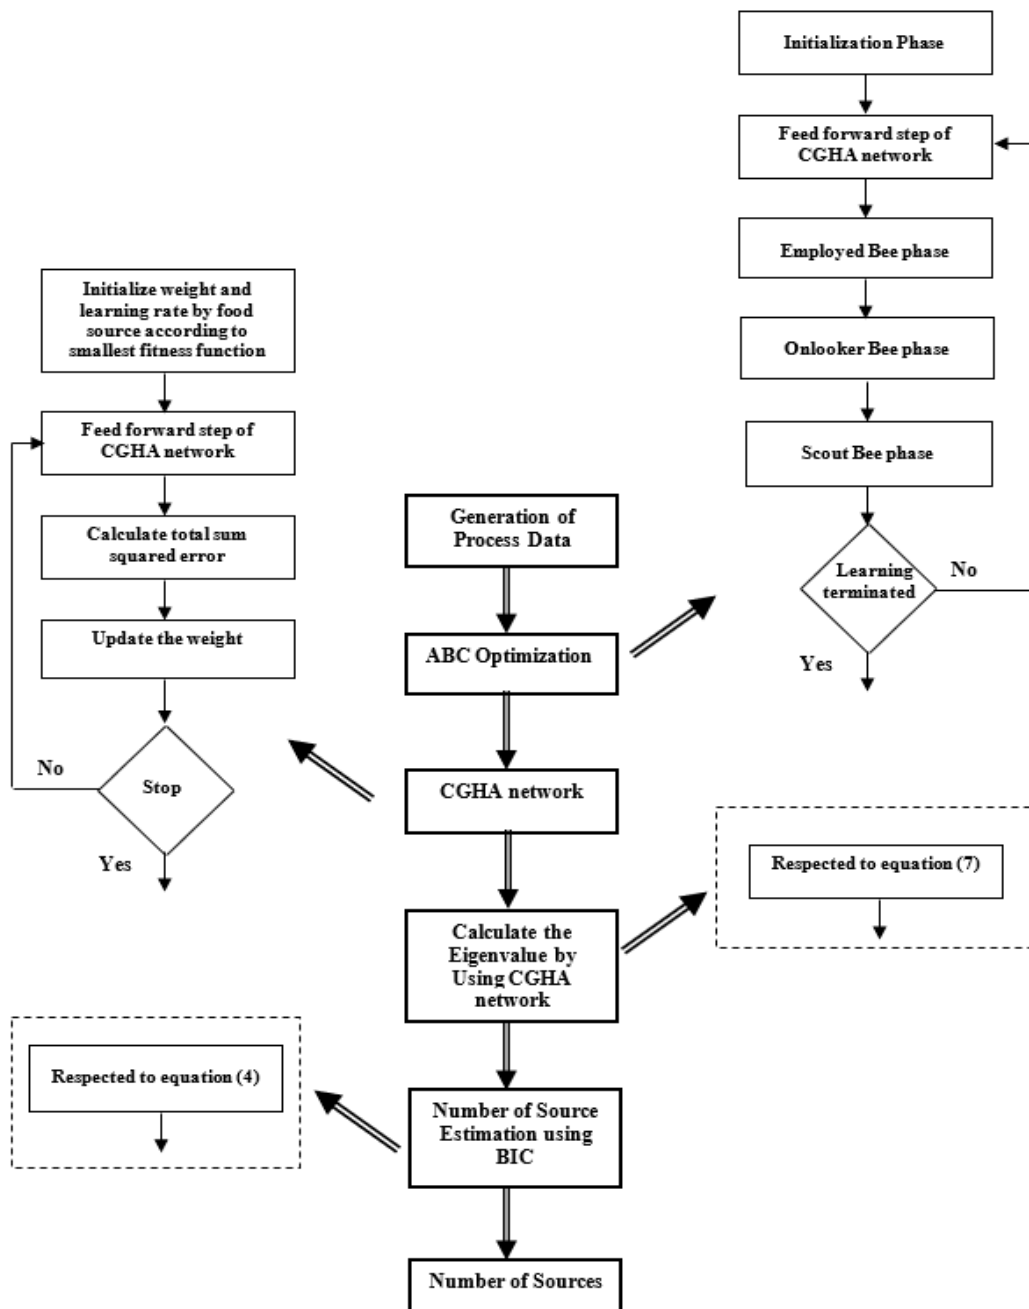 Initialization Phase
Feed forward step of
CGHA network
Employed Bee phase
Onlooker Bee phase
Scout Bee phase
Learning
terminated
No
Yes
Initialize weight and
learning rate by food
source according to
smallest fitness function
Feed forward step of
CGHA network
Calculate total sum
squared error
Update the weight
Stop
No
Yes
Generation of
Process Data
ABC Optimization
CGHA network
Calculate the
Eigenvalue by
Using CGHA
network
Number of Source
Estimation using
BIC
Number of Sources
Respected to equation (7)
Respected to equation (4)